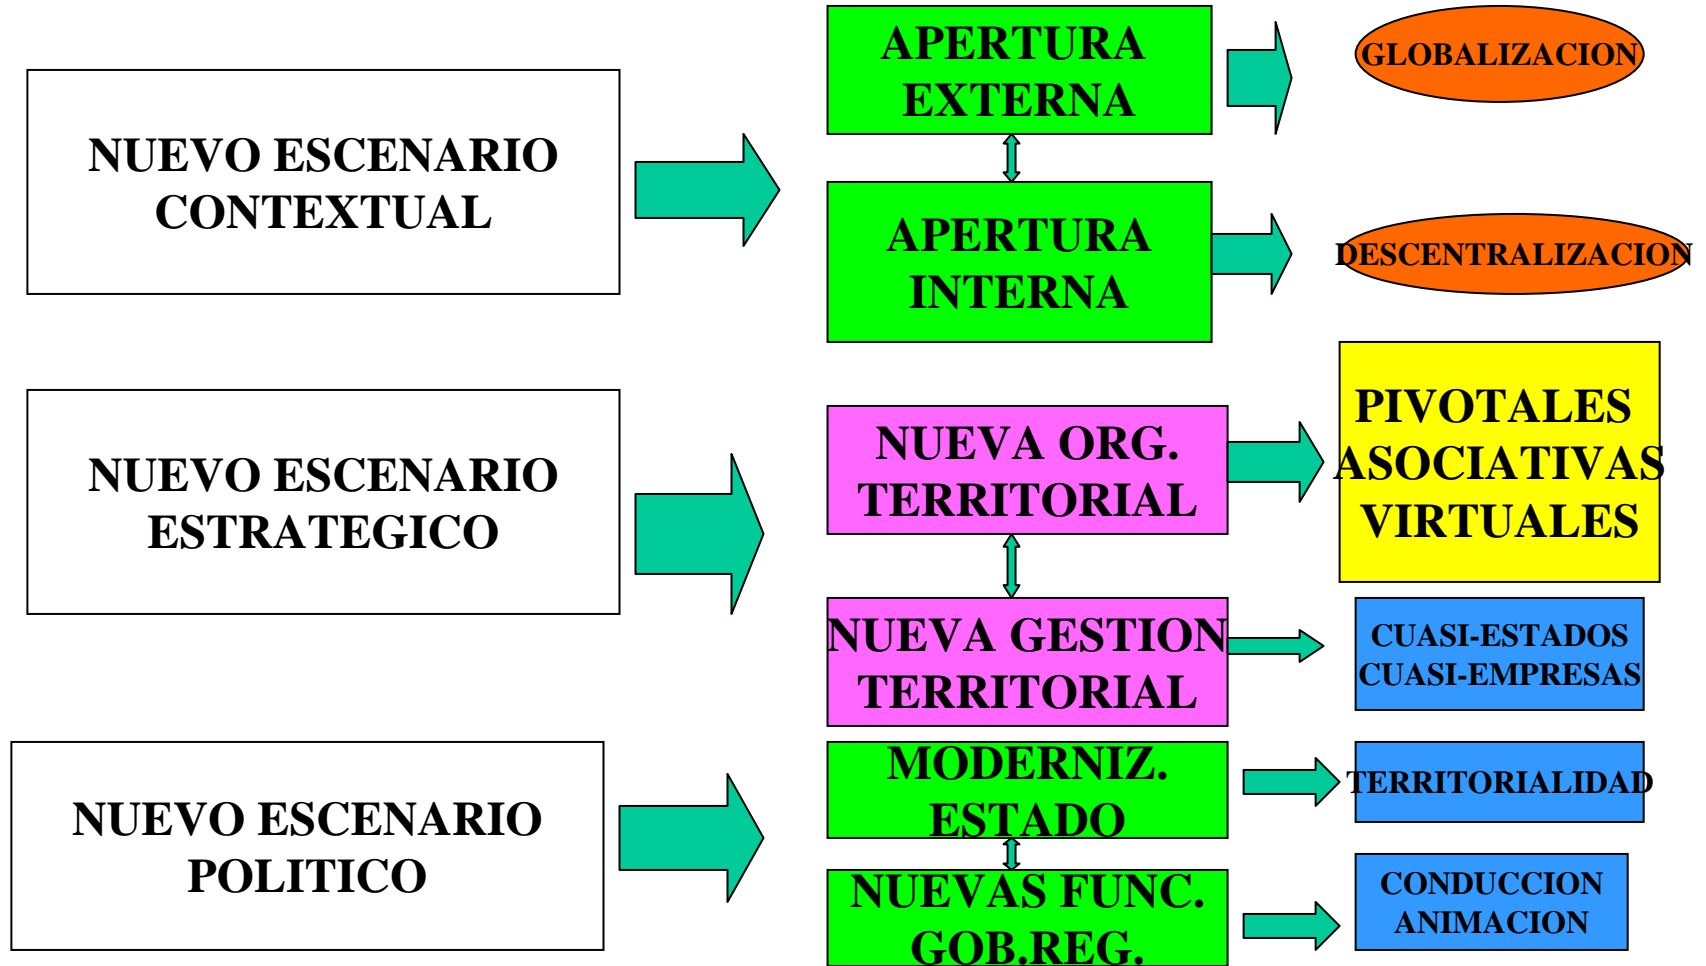 NUEVO ESCENARIO
CONTEXTUAL
APERTURA
EXTERNA
GLOBALIZACION
APERTURA
INTERNA
DESCENTRALIZACION
NUEVO ESCENARIO
ESTRATEGICO
NUEVA ORG.
TERRITORIAL
PIVOTALES
ASOCIATIVAS
VIRTUALES
NUEVA GESTION
TERRITORIAL
CUASI-ESTADOS
CUASI-EMPRESAS
NUEVO ESCENARIO
POLITICO
MODERNIZ.
ESTADO
TERRITORIALIDAD
NUEVAS FUNC.
GOB.REG.
CONDUCCION
ANIMACION